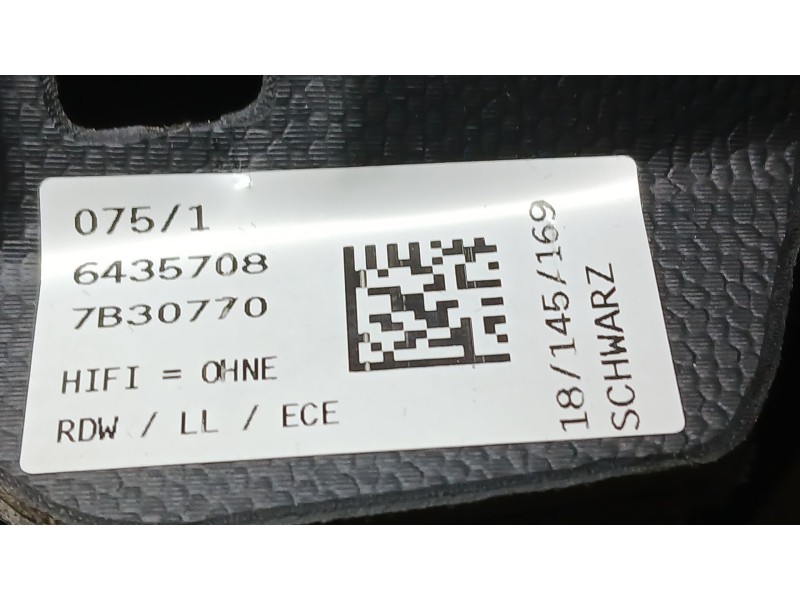 075/1
6435708
7B30770
HIFI = OHNE
RDW / LL / ECE
18/145/169
SCHWARZ